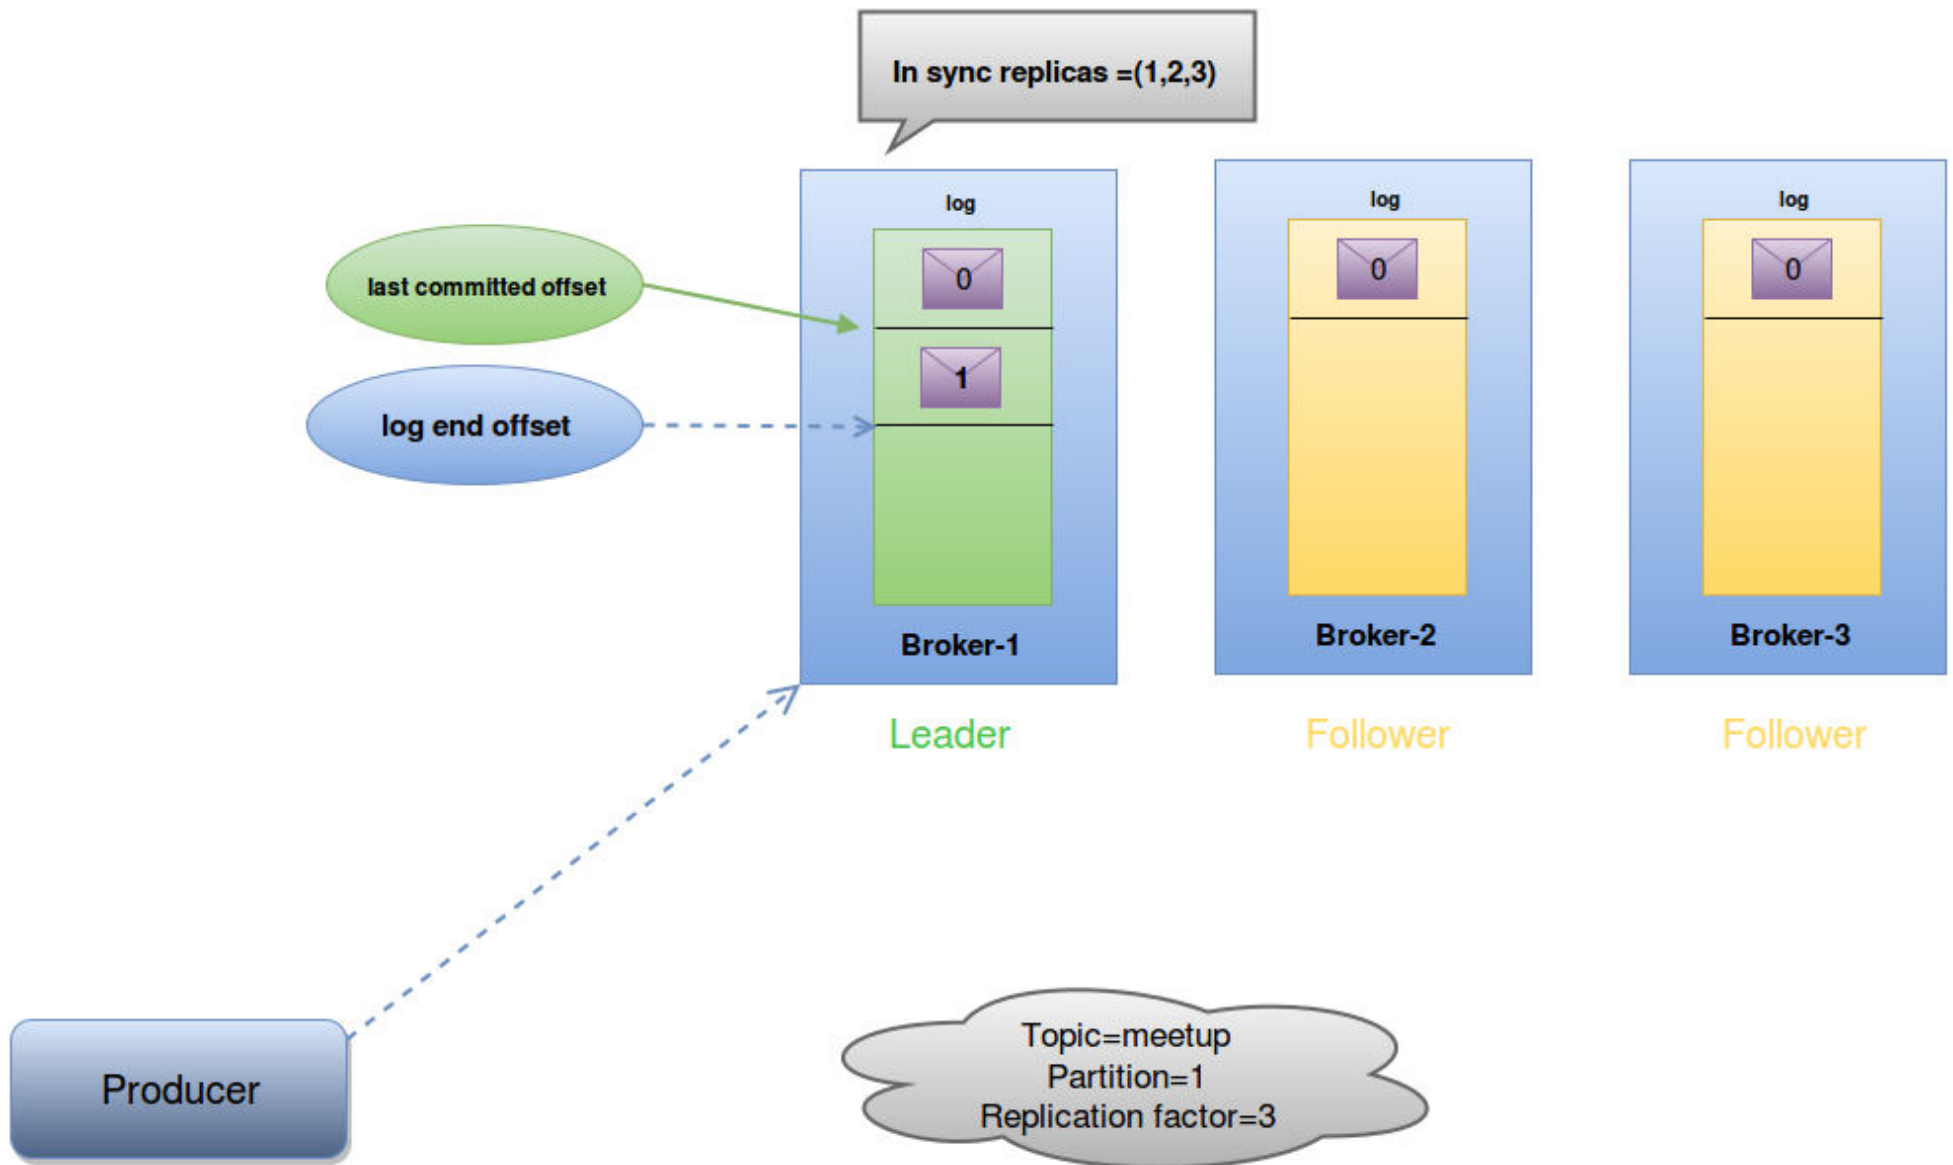 In sync replicas =(1,2,3)
log
log
log
0
0
0
last committed offset
1
log end offset
Broker-1
Broker-2
Broker-3
Leader
Follower
Follower
Producer
Topic=meetup
Partition=1
Replication factor=3